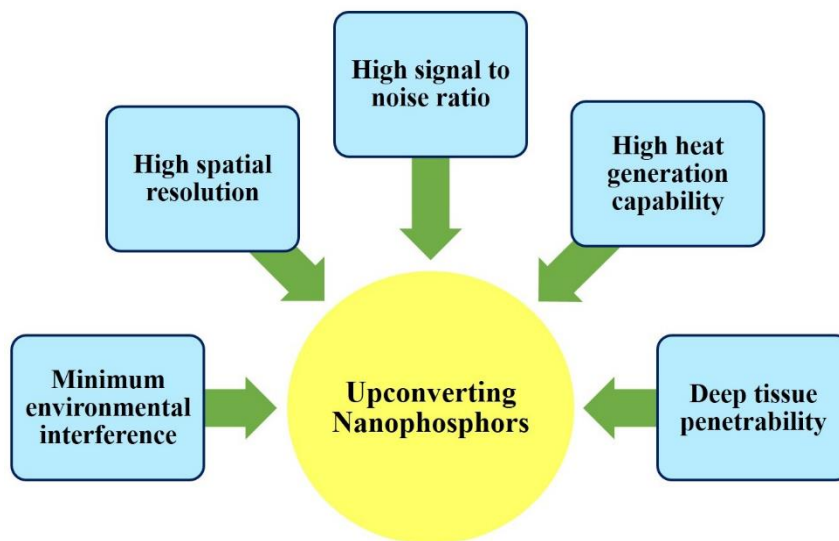 High signal to
noise ratio
High spatial
resolution
High heat
generation
capability
Minimum
environmental
interference
Upconverting
Nanophosphors
Deep tissue
penetrability